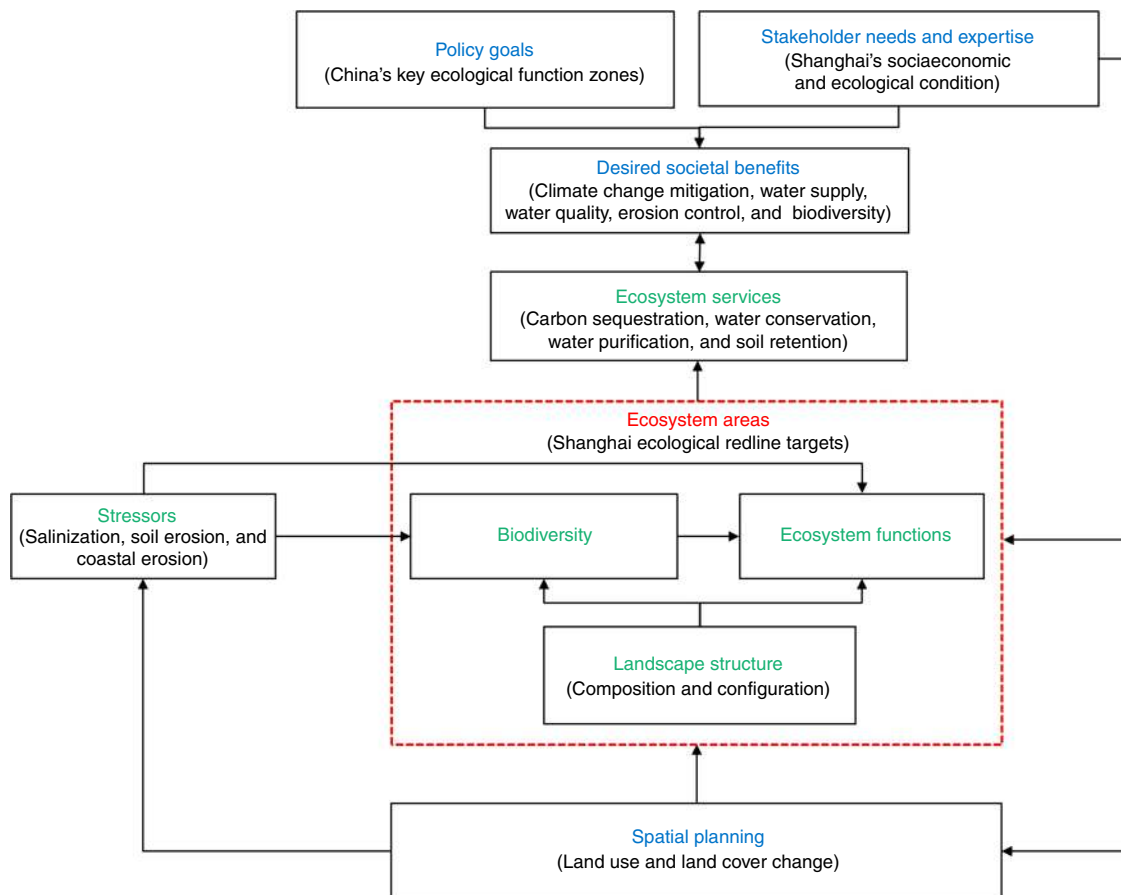 Policy goals
(China's key ecological function zones)
Stakeholder needs and expertise
(Shanghai's sociaeconomic
and ecological condition)
Desired societal benefits
(Climate change mitigation, water supply,
water quality, erosion control, and biodiversity)
Ecosystem services
(Carbon sequestration, water conservation,
water purification, and soil retention)
Ecosystem areas
(Shanghai ecological redline targets)
Stressors
(Salinization, soil erosion, and
coastal erosion)
Biodiversity
Ecosystem functions
Landscape structure
(Composition and configuration)
Spatial planning
(Land use and land cover change)